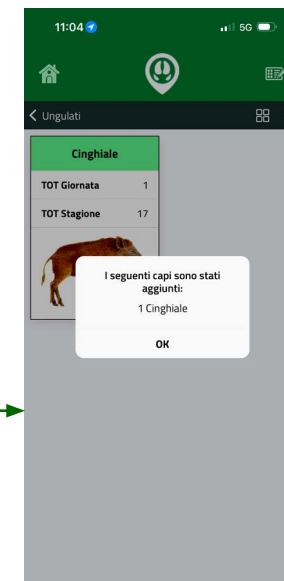 11:04
5G
Ungulati
Cinghiale
TOT Giornata 1
TOT Stagione 17
I seguenti capi sono stati
aggiunti:
1 Cinghiale
OK